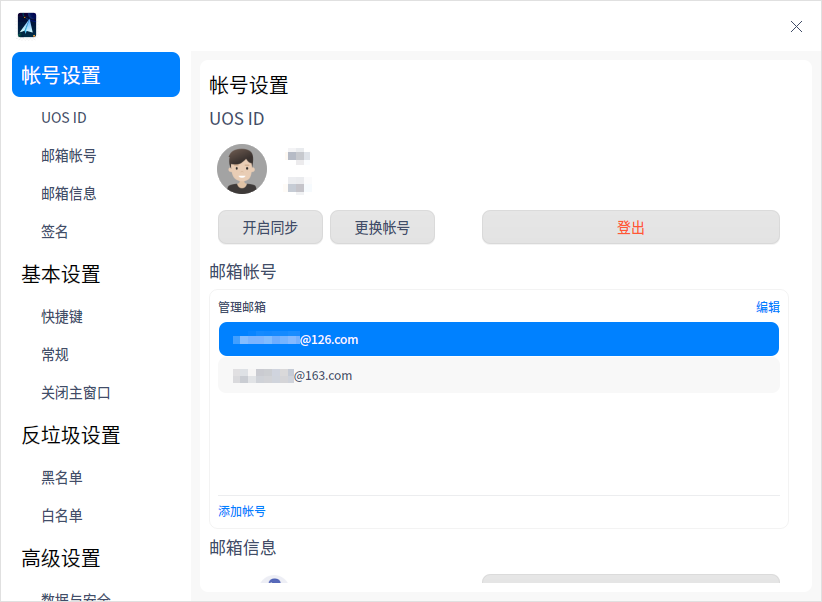 帐号设置
UOS ID
邮箱帐号
邮箱信息
签名
基本设置
快捷键
常规
关闭主窗口
反垃圾设置
黑名单
白名单
高级设置
数据与安全
帐号设置
UOS ID
开启同步 更换帐号 登出
邮箱帐号
管理邮箱 编辑
@126.com
@163.com
添加帐号
邮箱信息